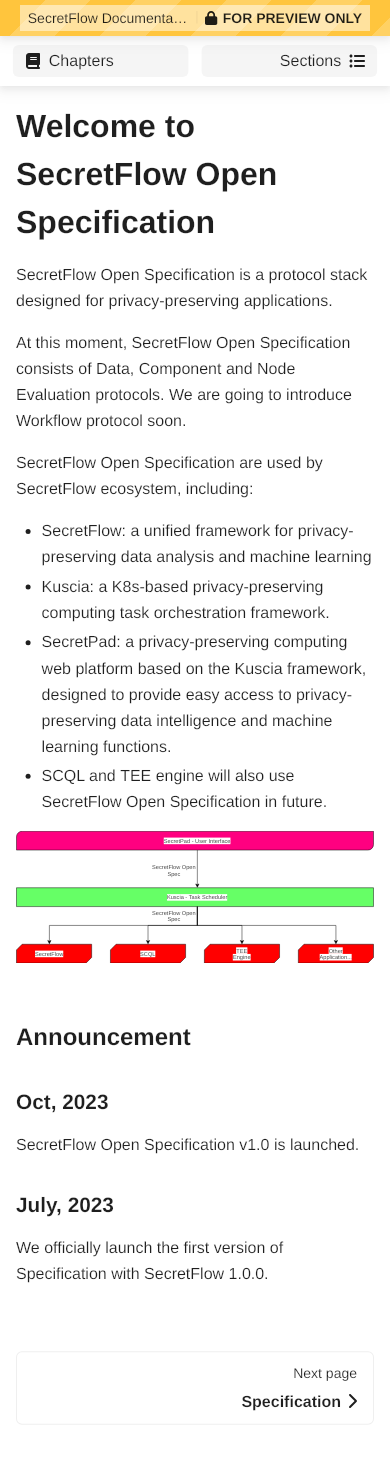 SecretFlow Documenta… FOR PREVIEW ONLY
Chapters
Sections
Welcome to
SecretFlow Open
Specification
SecretFlow Open Specification is a protocol stack
designed for privacy-preserving applications.
At this moment, SecretFlow Open Specification
consists of Data, Component and Node
Evaluation protocols. We are going to introduce
Workflow protocol soon.
SecretFlow Open Specification are used by
SecretFlow ecosystem, including:
• SecretFlow: a unified framework for privacy-
preserving data analysis and machine learning
• Kuscia: a K8s-based privacy-preserving
computing task orchestration framework.
• SecretPad: a privacy-preserving computing
web platform based on the Kuscia framework,
designed to provide easy access to privacy-
preserving data intelligence and machine
learning functions.
• SCQL and TEE engine will also use
SecretFlow Open Specification in future.
SecretPad - User Interface
SecretFlow Open
Spec
Kuscia - Task Scheduler
SecretFlow Open
Spec
SecretFlow
SCQL
TEE
Engine
Other
Application...
Announcement
Oct, 2023
SecretFlow Open Specification v1.0 is launched.
July, 2023
We officially launch the first version of
Specification with SecretFlow 1.0.0.
Next page
Specification